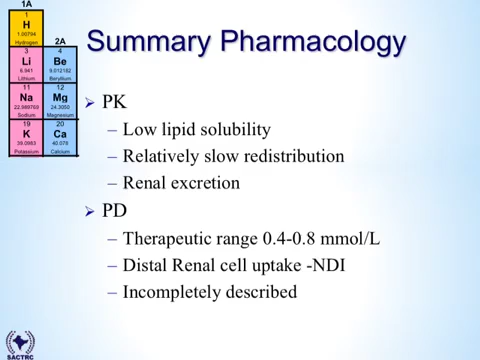 1A
1
H
1.00794
Hydrogen
2A
3
Li
6.941
Lithium
4
Be
9.012182
Beryllium
11
Na
22.989769
Sodium
12
Mg
24.3050
Magnesium
19
K
39.0983
Potassium
20
Ca
40.078
Calcium
Summary Pharmacology
PK
– Low lipid solubility
– Relatively slow redistribution
– Renal excretion
PD
– Therapeutic range 0.4-0.8 mmol/L
– Distal Renal cell uptake -NDI
– Incompletely described
SACTRC